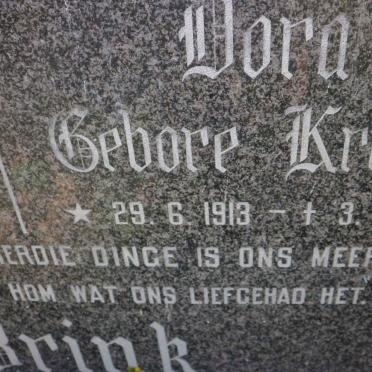 Dora
Gebore Kr
★ 29. 6. 1913 – † 3.
ERDIE DINGE IS ONS MEER
HOM WAT ONS LIEFGEHAD HET.
Brink